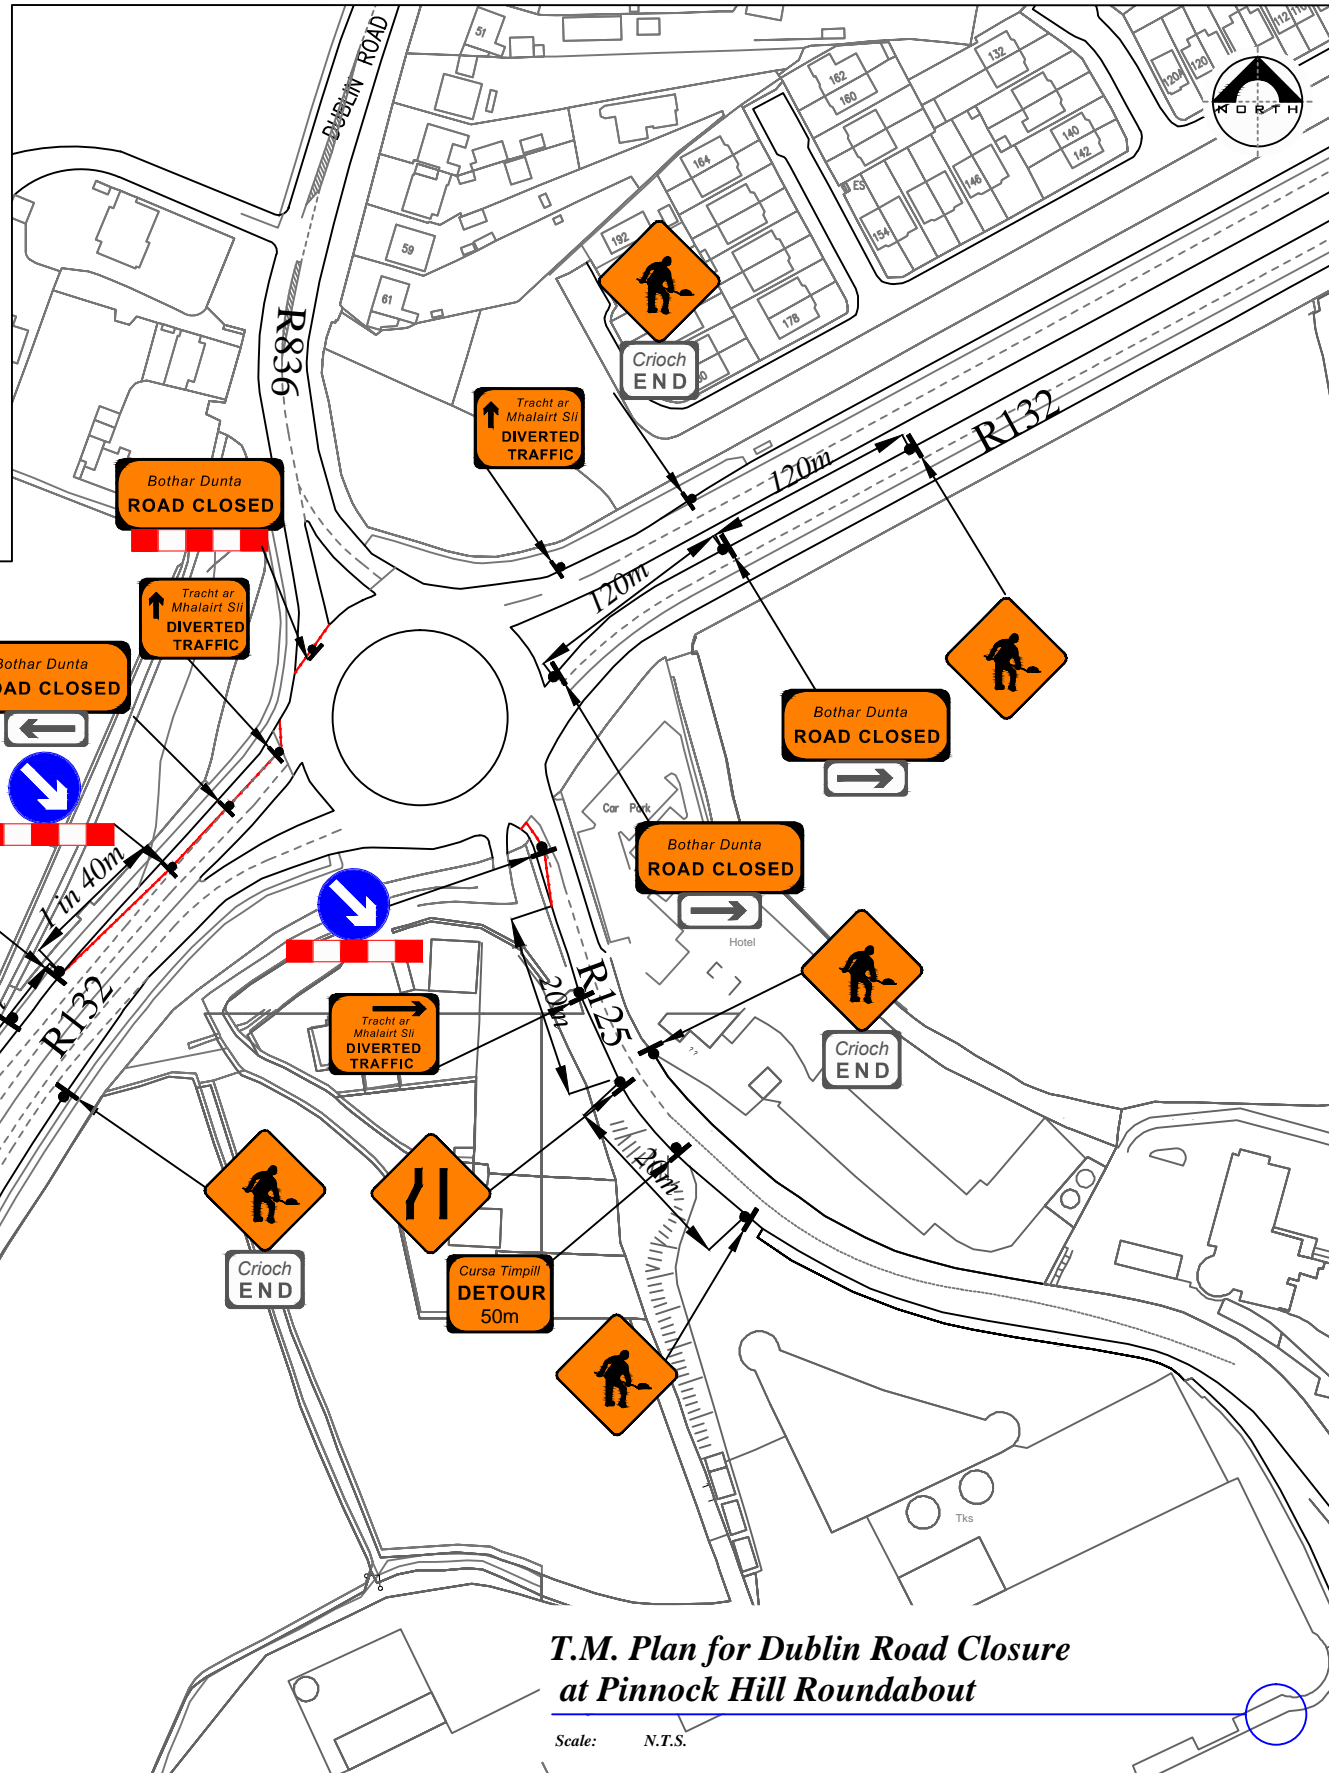 DUBLIN ROAD
51
132
162
160
120A
120
112
110
NORTH
140
142
164
146
ES
154
192
59
61
178
R836
Crioch
END
Tracht ar
Mhalairt Sli
DIVERTED
TRAFFIC
R132
120m
Bothar Dunta
ROAD CLOSED
120m
Tracht ar
Mhalairt Sli
DIVERTED
TRAFFIC
Bothar Dunta
ROAD CLOSED
Bothar Dunta
ROAD CLOSED
Car Park
Bothar Dunta
ROAD CLOSED
1 in 40m
Hotel
R132
20m
R125
Tracht ar
Mhalairt Sli
DIVERTED
TRAFFIC
??
Crioch
END
20m
Crioch
END
Cursa Timpill
DETOUR
50m
Tks
T.M. Plan for Dublin Road Closure
at Pinnock Hill Roundabout
Scale: N.T.S.